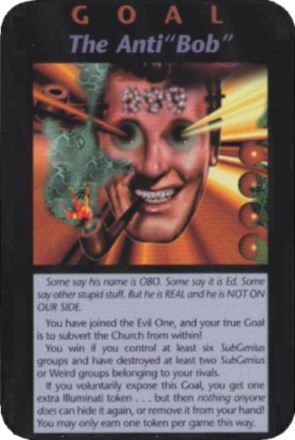 GOAL
The Anti"Bob"
Some say his name is OBO. Some say it is Ed. Some
say other stupid stuff. But he is REAL and he is NOT ON
OUR SIDE.
You have joined the Evil One, and your true Goal
is to subvert the Church from within!
You win if you control at least six SubGenius
groups and have destroyed at least two SubGenius
or Weird groups belonging to your rivals.
If you voluntarily expose this Goal, you get one
extra Illuminati token . . . but then nothing anyone
does can hide it again, or remove it from your hand!
You may only earn one token per game this way.